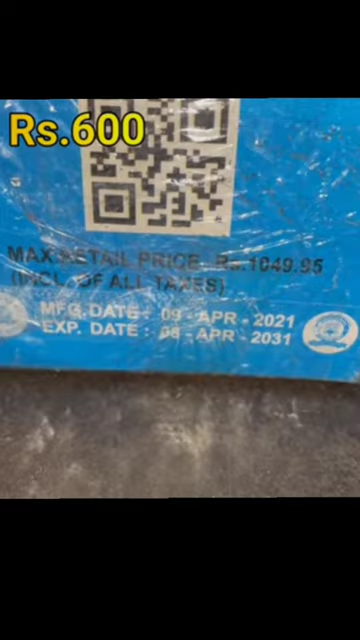 Rs.600
MAX RETAIL PRICE Rs.1049.95
(INCL. OF ALL TAXES)
MFG. DATE : 09 - APR - 2021
EXP. DATE : 08 - APR - 2031